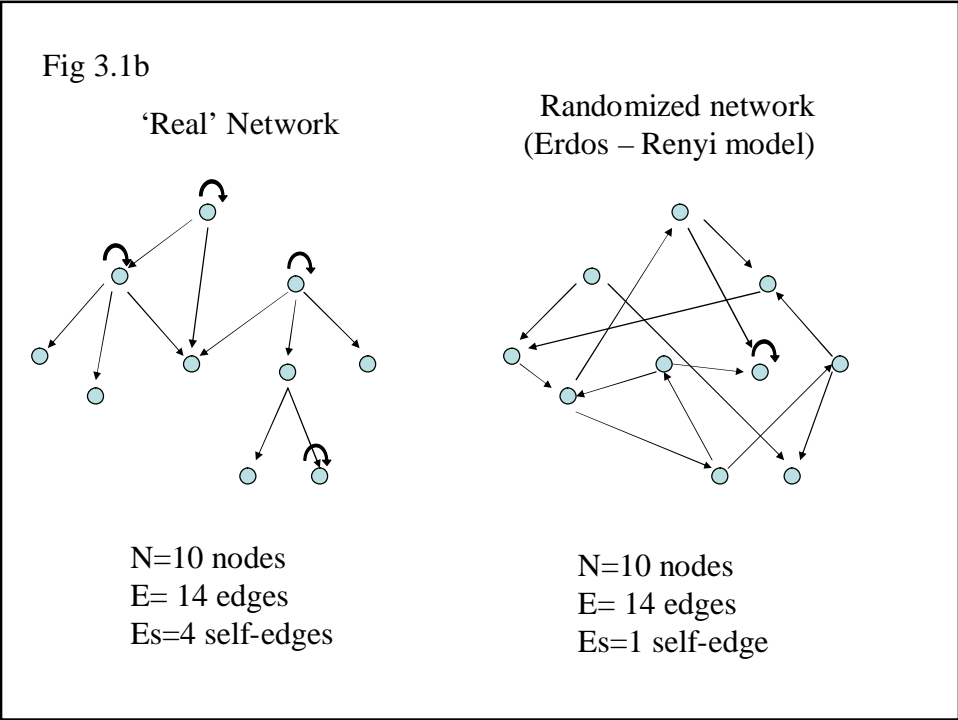 Fig 3.1b
‘Real’ Network
Randomized network
(Erdos – Renyi model)
N=10 nodes
E= 14 edges
Es=4 self-edges
N=10 nodes
E= 14 edges
Es=1 self-edge